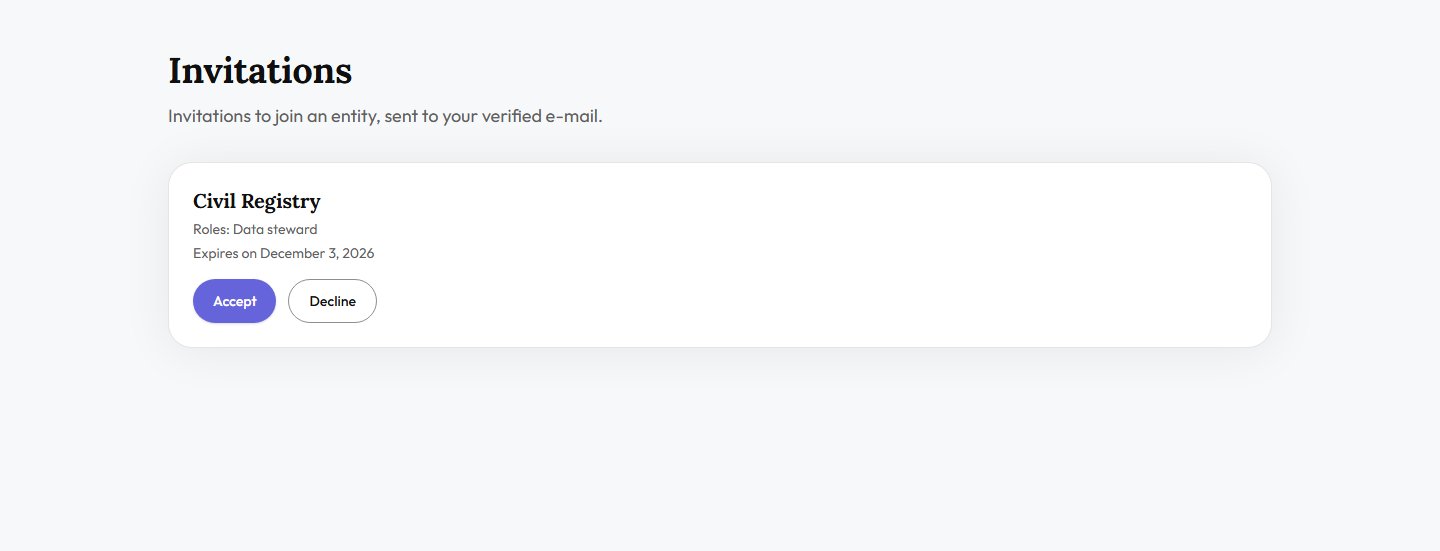 Invitations
Invitations to join an entity, sent to your verified e-mail.
Civil Registry
Roles: Data steward
Expires on December 3, 2026
Accept
Decline